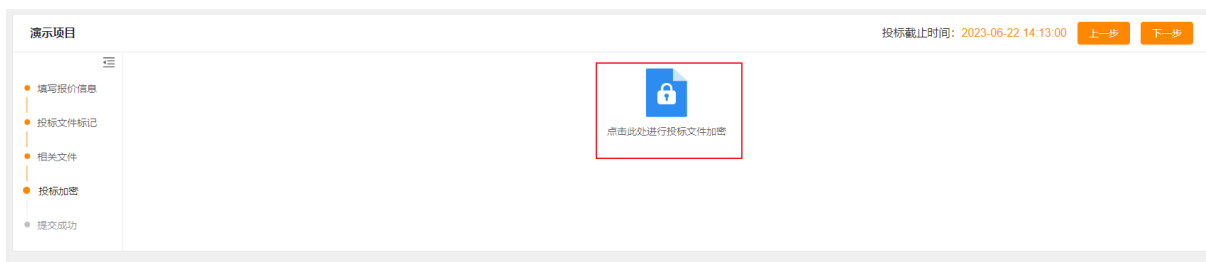 演示项目
投标截止时间：2023-06-22 14:13:00 上一步 下一步
填写报价信息
投标文件标记
相关文件
投标加密
提交成功
点击此处进行投标文件加密